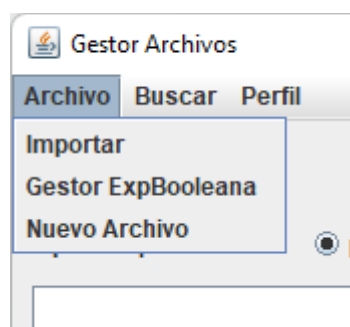 Gestor Archivos
Archivo Buscar Perfil
Importar
Gestor ExpBooleana
Nuevo Archivo